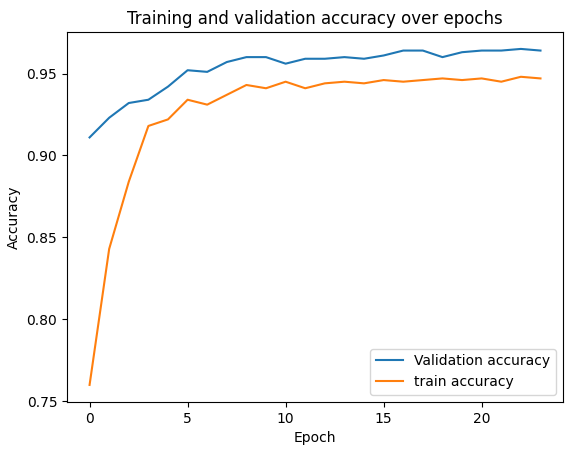 Training and validation accuracy over epochs
Accuracy
0.95
0.90
0.85
0.80
0.75
0
5
10
15
20
Epoch
Validation accuracy
train accuracy